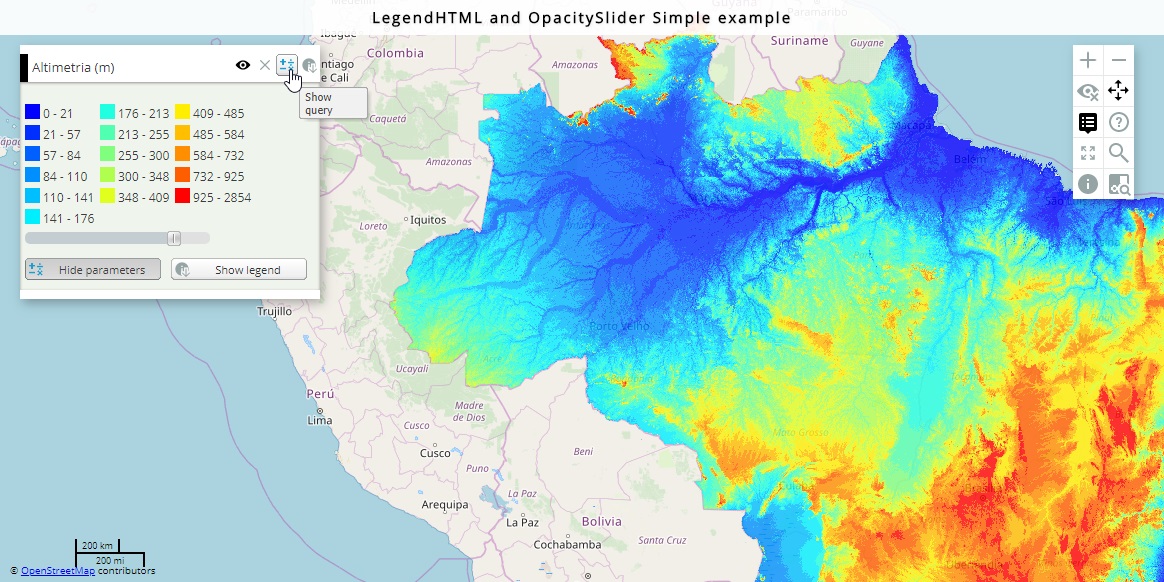 LegendHTML and OpacitySlider Simple example
Altimetria (m)
Show
query
0 - 21
21 - 57
57 - 84
84 - 110
110 - 141
141 - 176
176 - 213
213 - 255
255 - 300
300 - 348
348 - 409
409 - 485
485 - 584
584 - 732
732 - 925
925 - 2854
Hide parameters
Show legend
Guyana
Paramaribo
Suriname
Guyane
Ibagué
Colombia
ntiago
e Cali
Amazonas
Caquetá
Amazonas
Iquitos
Loreto
Macapá
Belém
Trujillo
Porto Velho
Acre
Ucayali
Perú
Lima
Madre
de Dios
Cusco
Cusco
Puno
Beni
Mato Grosso
Arequipa
La Paz
La Paz
Bolivia
Cochabamba
Santa Cruz
200 km
200 mi
© OpenStreetMap contributors